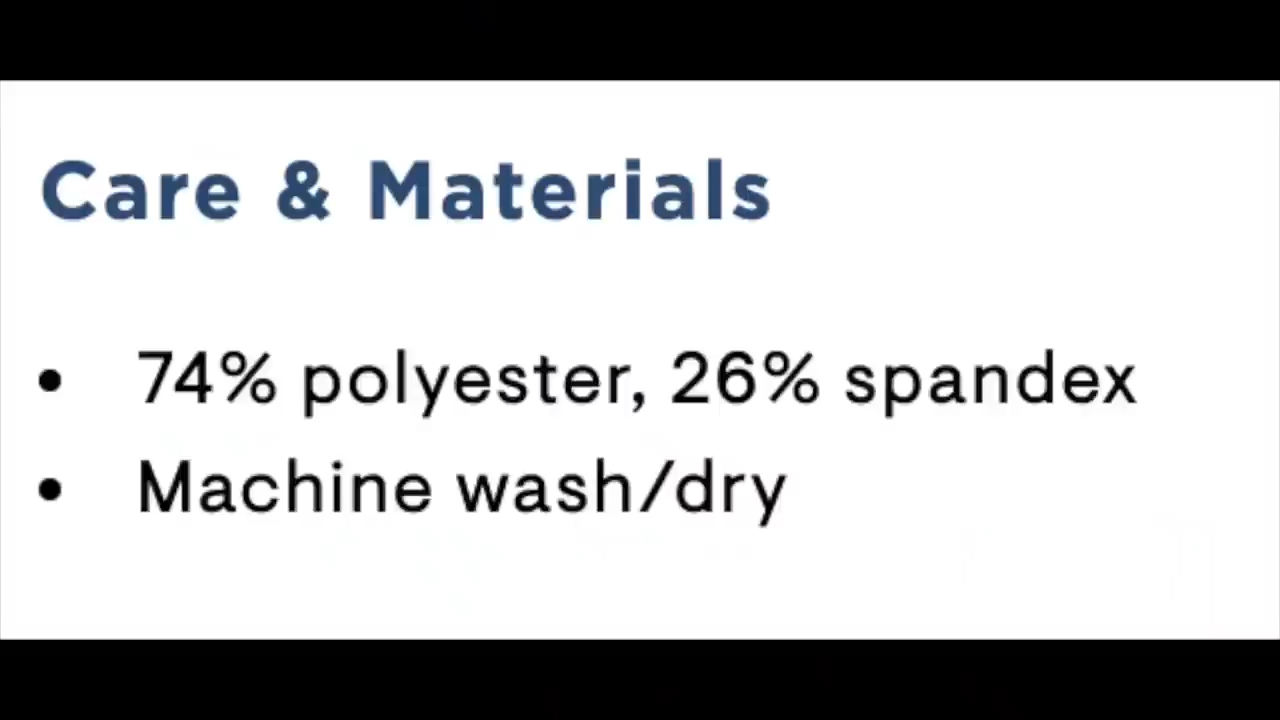 Care & Materials
• 74% polyester, 26% spandex
• Machine wash/dry